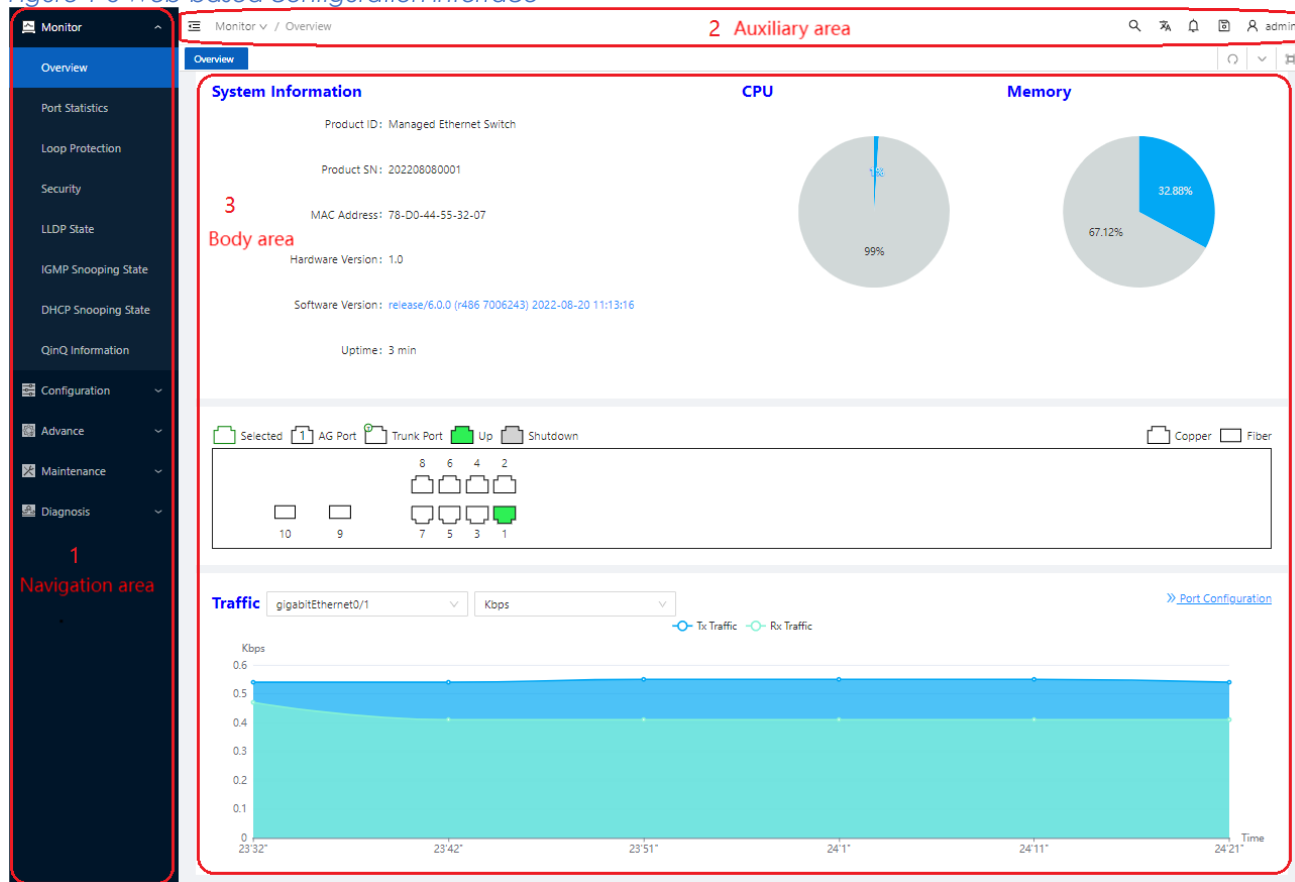 Figure 1-6 Web-based configuration interface
Monitor
Overview
Port Statistics
Loop Protection
Security
LLDP State
IGMP Snooping State
DHCP Snooping State
QinQ Information
Configuration
Advance
Maintenance
Diagnosis
1
Navigation area
Monitor / Overview
2 Auxiliary area
admin
Overview
System Information
Product ID: Managed Ethernet Switch
Product SN: 202208080001
MAC Address: 78-D0-44-55-32-07
Hardware Version: 1.0
Software Version: release/6.0.0 (r486 7006243) 2022-08-20 11:13:16
Uptime: 3 min
3
Body area
CPU
1%
99%
Memory
32.88%
67.12%
Selected 1 AG Port Trunk Port Up Shutdown
Copper Fiber
8 6 4 2
10 9 7 5 3 1
Traffic gigabitEthernet0/1 Kbps
Port Configuration
Tx Traffic Rx Traffic
Kbps
0.6
0.5
0.4
0.3
0.2
0.1
0
23'32" 23'42" 23'51" 24'1" 24'11" 24'21"
Time